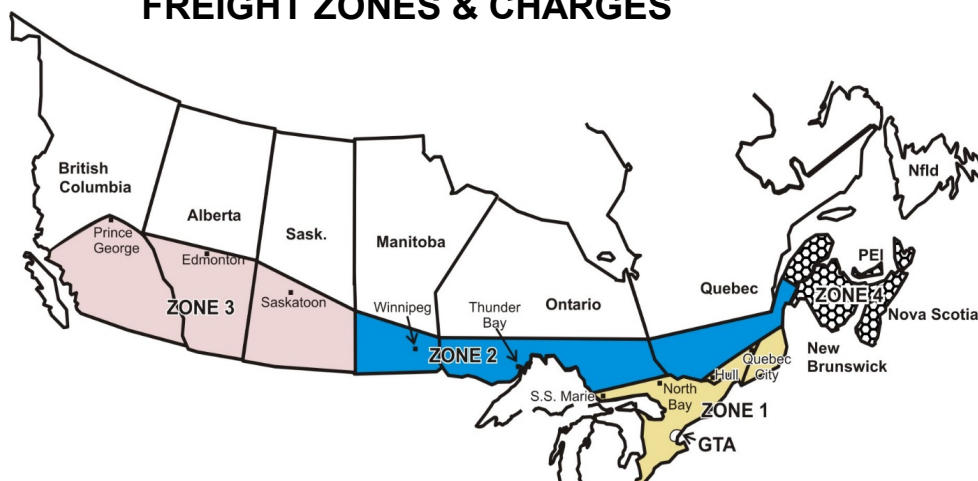 FREIGHT ZONES & CHARGES
British
Columbia
Alberta
Sask.
Manitoba
Ontario
Quebec
Nfld
PEI
Nova Scotia
New
Brunswick
Prince
George
Edmonton
Saskatoon
Winnipeg
Thunder
Bay
S.S. Marie
North
Bay
Hull
Quebec
City
ZONE 3
ZONE 2
ZONE 4
ZONE 1
GTA